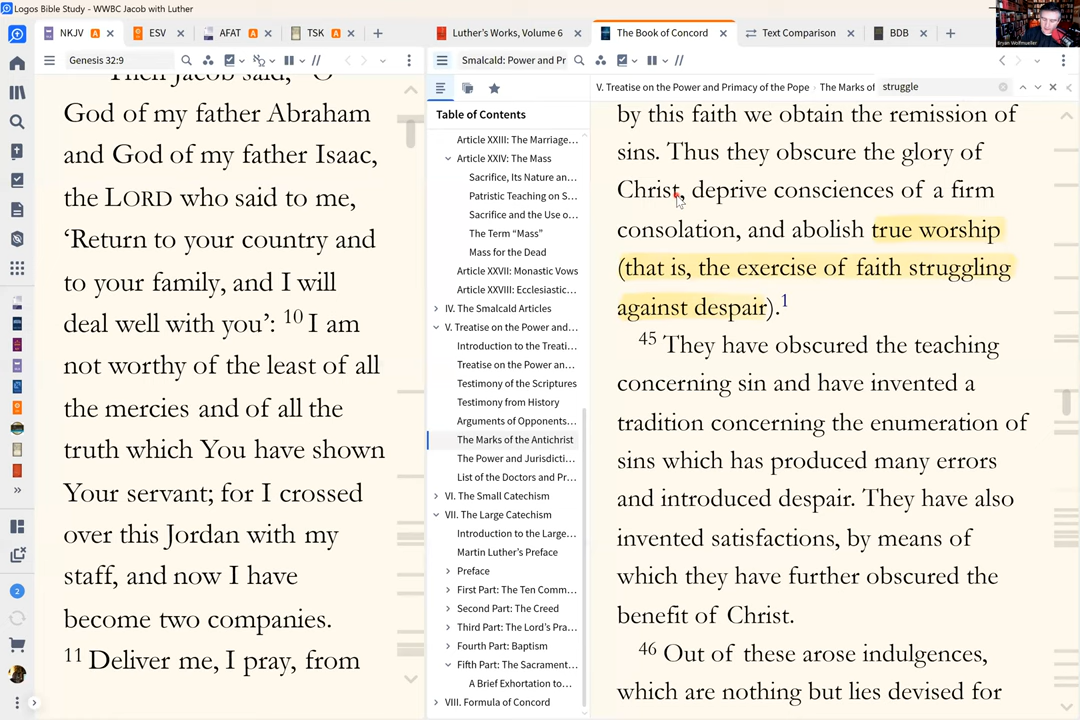 Logos Bible Study - WWBC Jacob with Luther
NKJV A ×
ESV ×
AFAT A ×
TSK A ×
Luther's Works, Volume 6 ×
The Book of Concord ×
Text Comparison ×
BDB ×
Bryan Wolfmueller
Genesis 32:9
Smalcald: Power and Pr
V. Treatise on the Power and Primacy of the Pope › The Marks of
struggle
Then Jacob said, "O
God of my father Abraham
and God of my father Isaac,
the LORD who said to me,
'Return to your country and
to your family, and I will
deal well with you': 10 I am
not worthy of the least of all
the mercies and of all the
truth which You have shown
Your servant; for I crossed
over this Jordan with my
staff, and now I have
become two companies.
11 Deliver me, I pray, from
Table of Contents
Article XXIII: The Marriage...
Article XXIV: The Mass
Sacrifice, Its Nature an...
Patristic Teaching on S...
Sacrifice and the Use o...
The Term "Mass"
Mass for the Dead
Article XXVII: Monastic Vows
Article XXVIII: Ecclesiastic...
IV. The Smalcald Articles
V. Treatise on the Power and...
Introduction to the Treati...
Treatise on the Power an...
Testimony of the Scriptures
Testimony from History
Arguments of Opponents...
The Marks of the Antichrist
The Power and Jurisdicti...
List of the Doctors and Pr...
VI. The Small Catechism
VII. The Large Catechism
Introduction to the Large...
Martin Luther's Preface
Preface
First Part: The Ten Comm...
Second Part: The Creed
Third Part: The Lord's Pra...
Fourth Part: Baptism
Fifth Part: The Sacrament...
A Brief Exhortation to...
VIII. Formula of Concord
by this faith we obtain the remission of
sins. Thus they obscure the glory of
Christ, deprive consciences of a firm
consolation, and abolish true worship
(that is, the exercise of faith struggling
against despair).1
45 They have obscured the teaching
concerning sin and have invented a
tradition concerning the enumeration of
sins which has produced many errors
and introduced despair. They have also
invented satisfactions, by means of
which they have further obscured the
benefit of Christ.
46 Out of these arose indulgences,
which are nothing but lies devised for
2